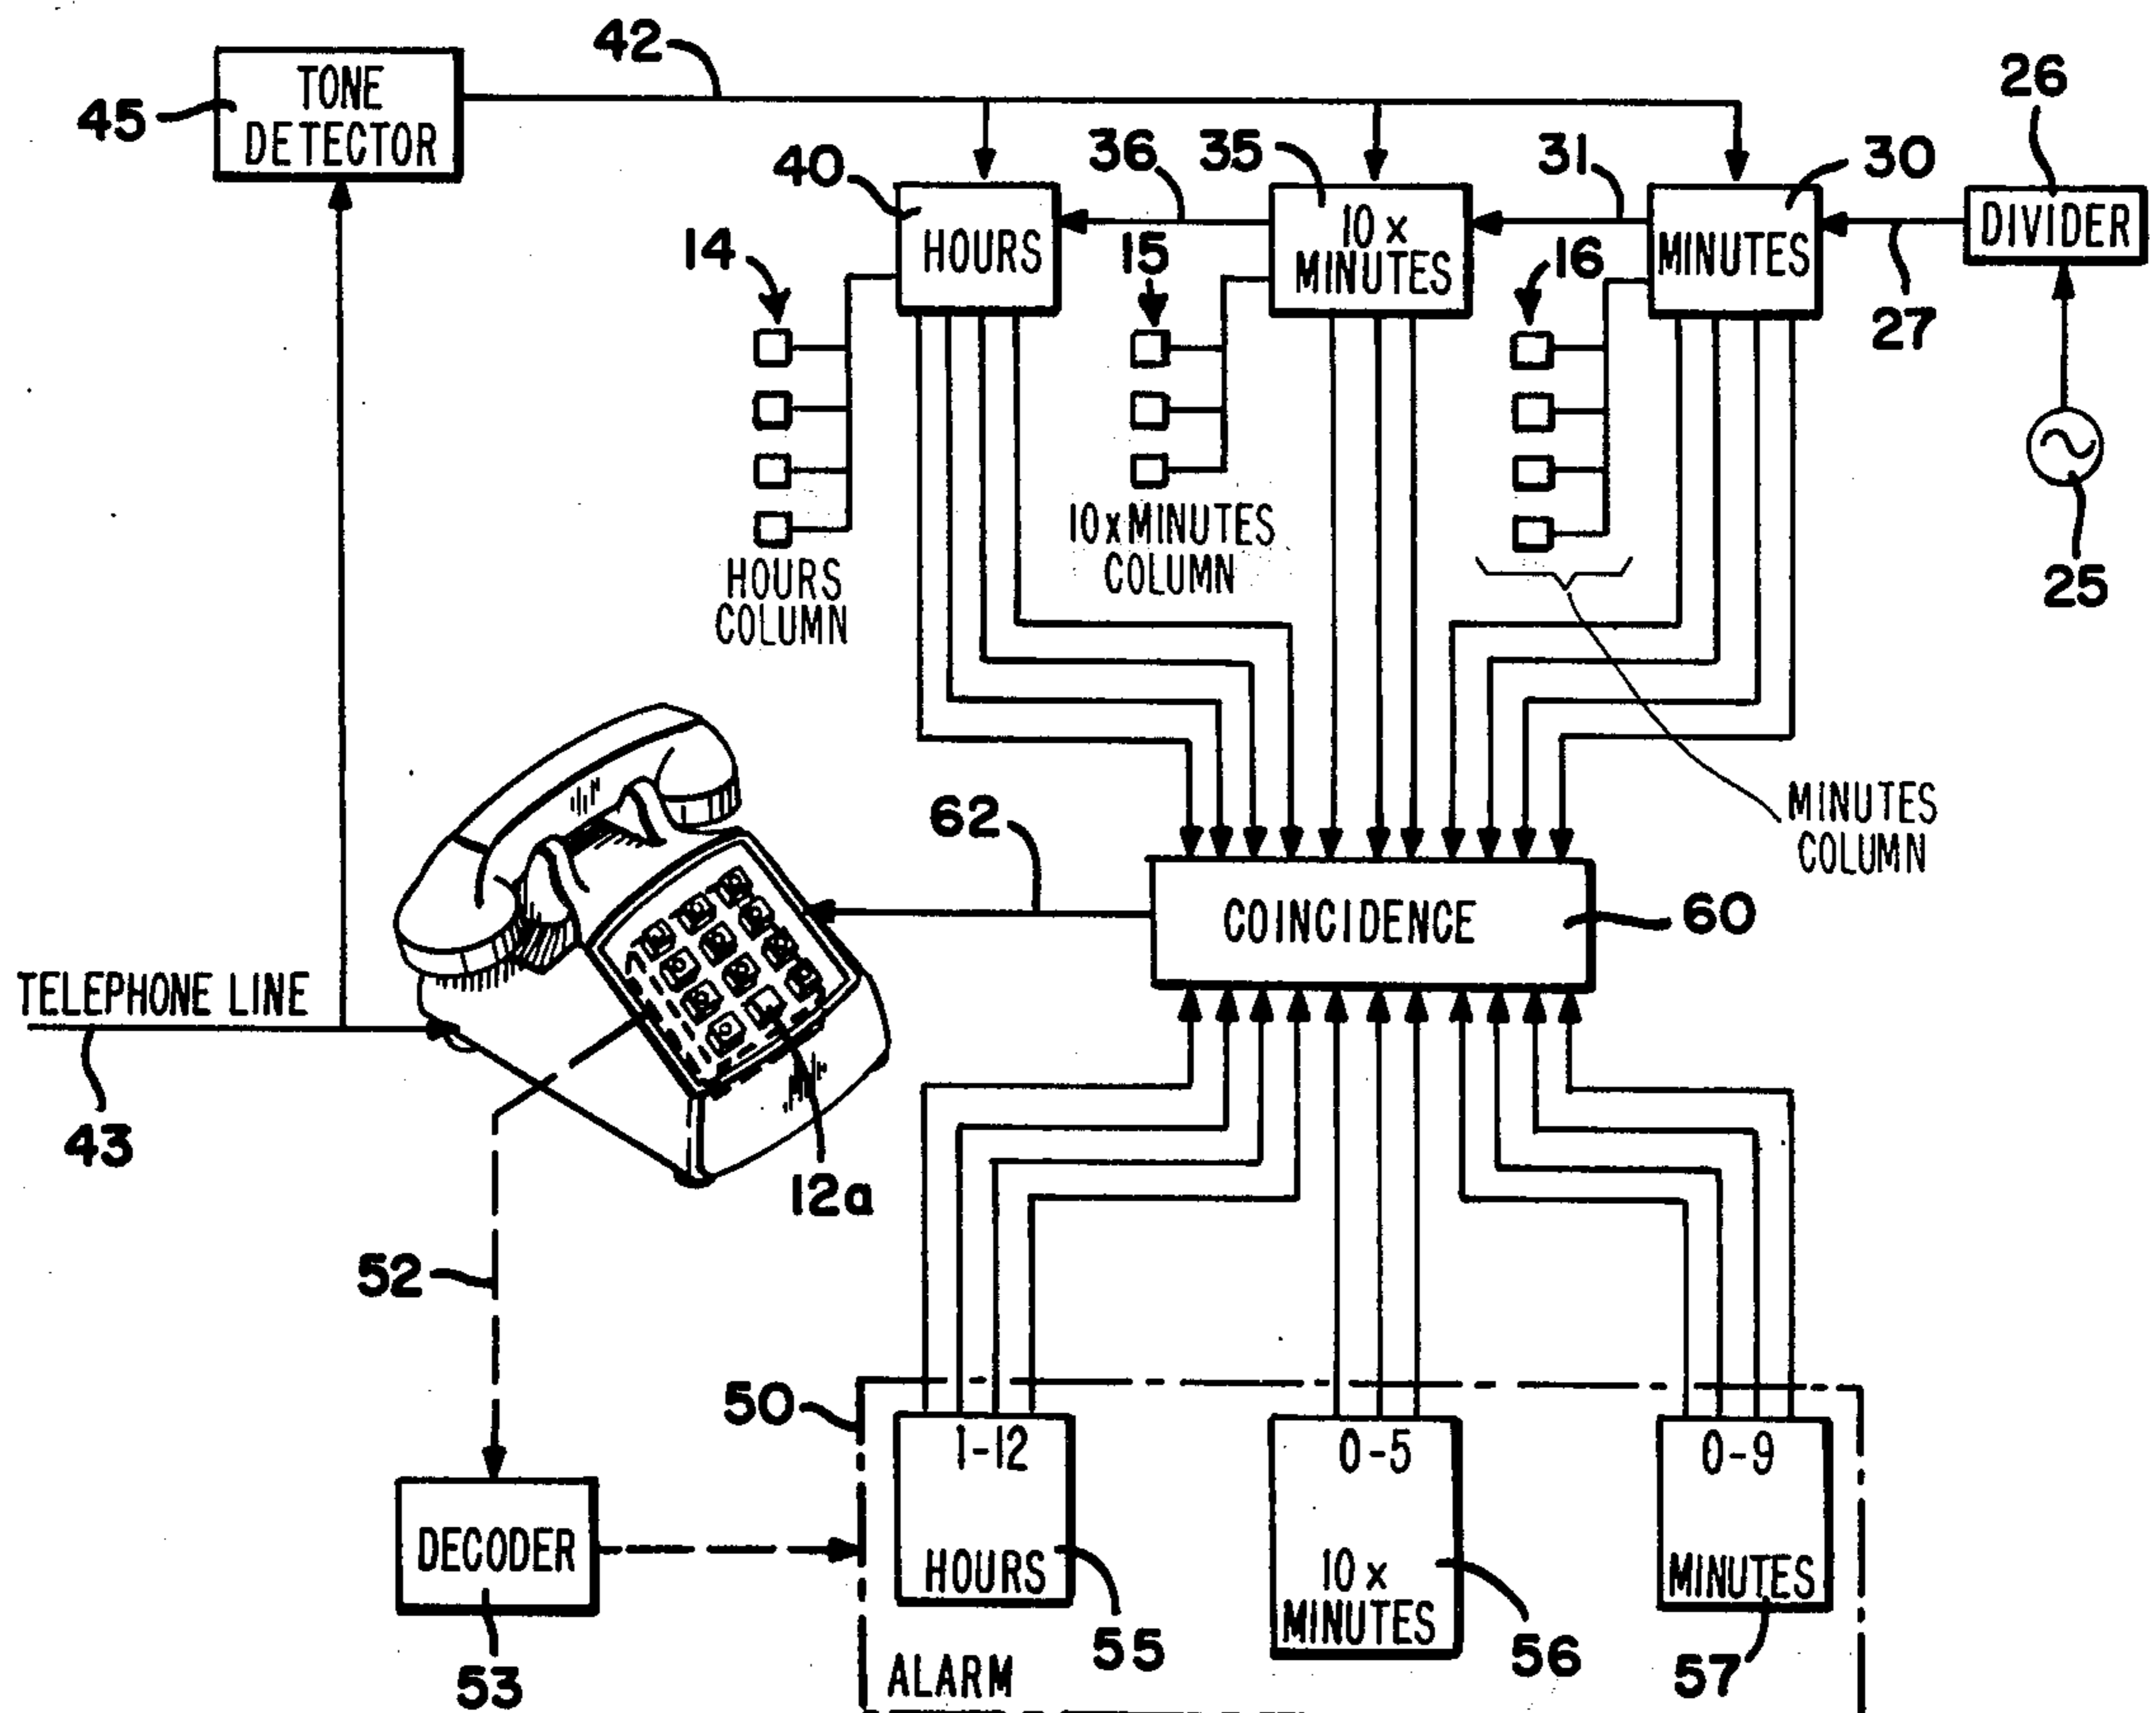 42
26
TONE
DETECTOR
45
36
35
31
30
40
HOURS
10 x
MINUTES
MINUTES
DIVIDER
14
15
16
27
25
10 x MINUTES
COLUMN
HOURS
COLUMN
MINUTES
COLUMN
62
COINCIDENCE
60
TELEPHONE LINE
43
12a
52
50
1-12
HOURS
0-5
10 x
MINUTES
0-9
MINUTES
DECODER
53
55
56
57
ALARM